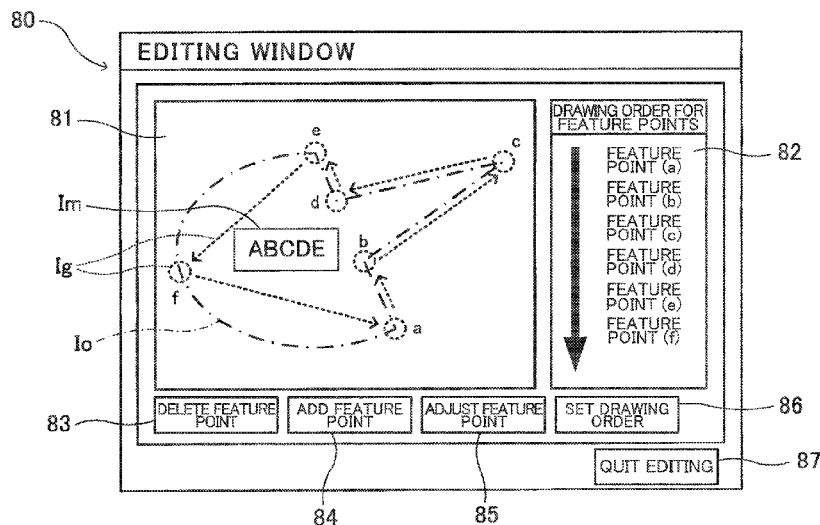 80
EDITING WINDOW
81
e
c
DRAWING ORDER FOR
FEATURE POINTS
82
FEATURE
POINT (a)
FEATURE
POINT (b)
FEATURE
POINT (c)
FEATURE
POINT (d)
FEATURE
POINT (e)
FEATURE
POINT (f)
d
Im
ABCDE
b
Ig
f
a
Io
DELETE FEATURE
POINT
ADD FEATURE
POINT
ADJUST FEATURE
POINT
SET DRAWING
ORDER
86
83
QUIT EDITING
87
84
85